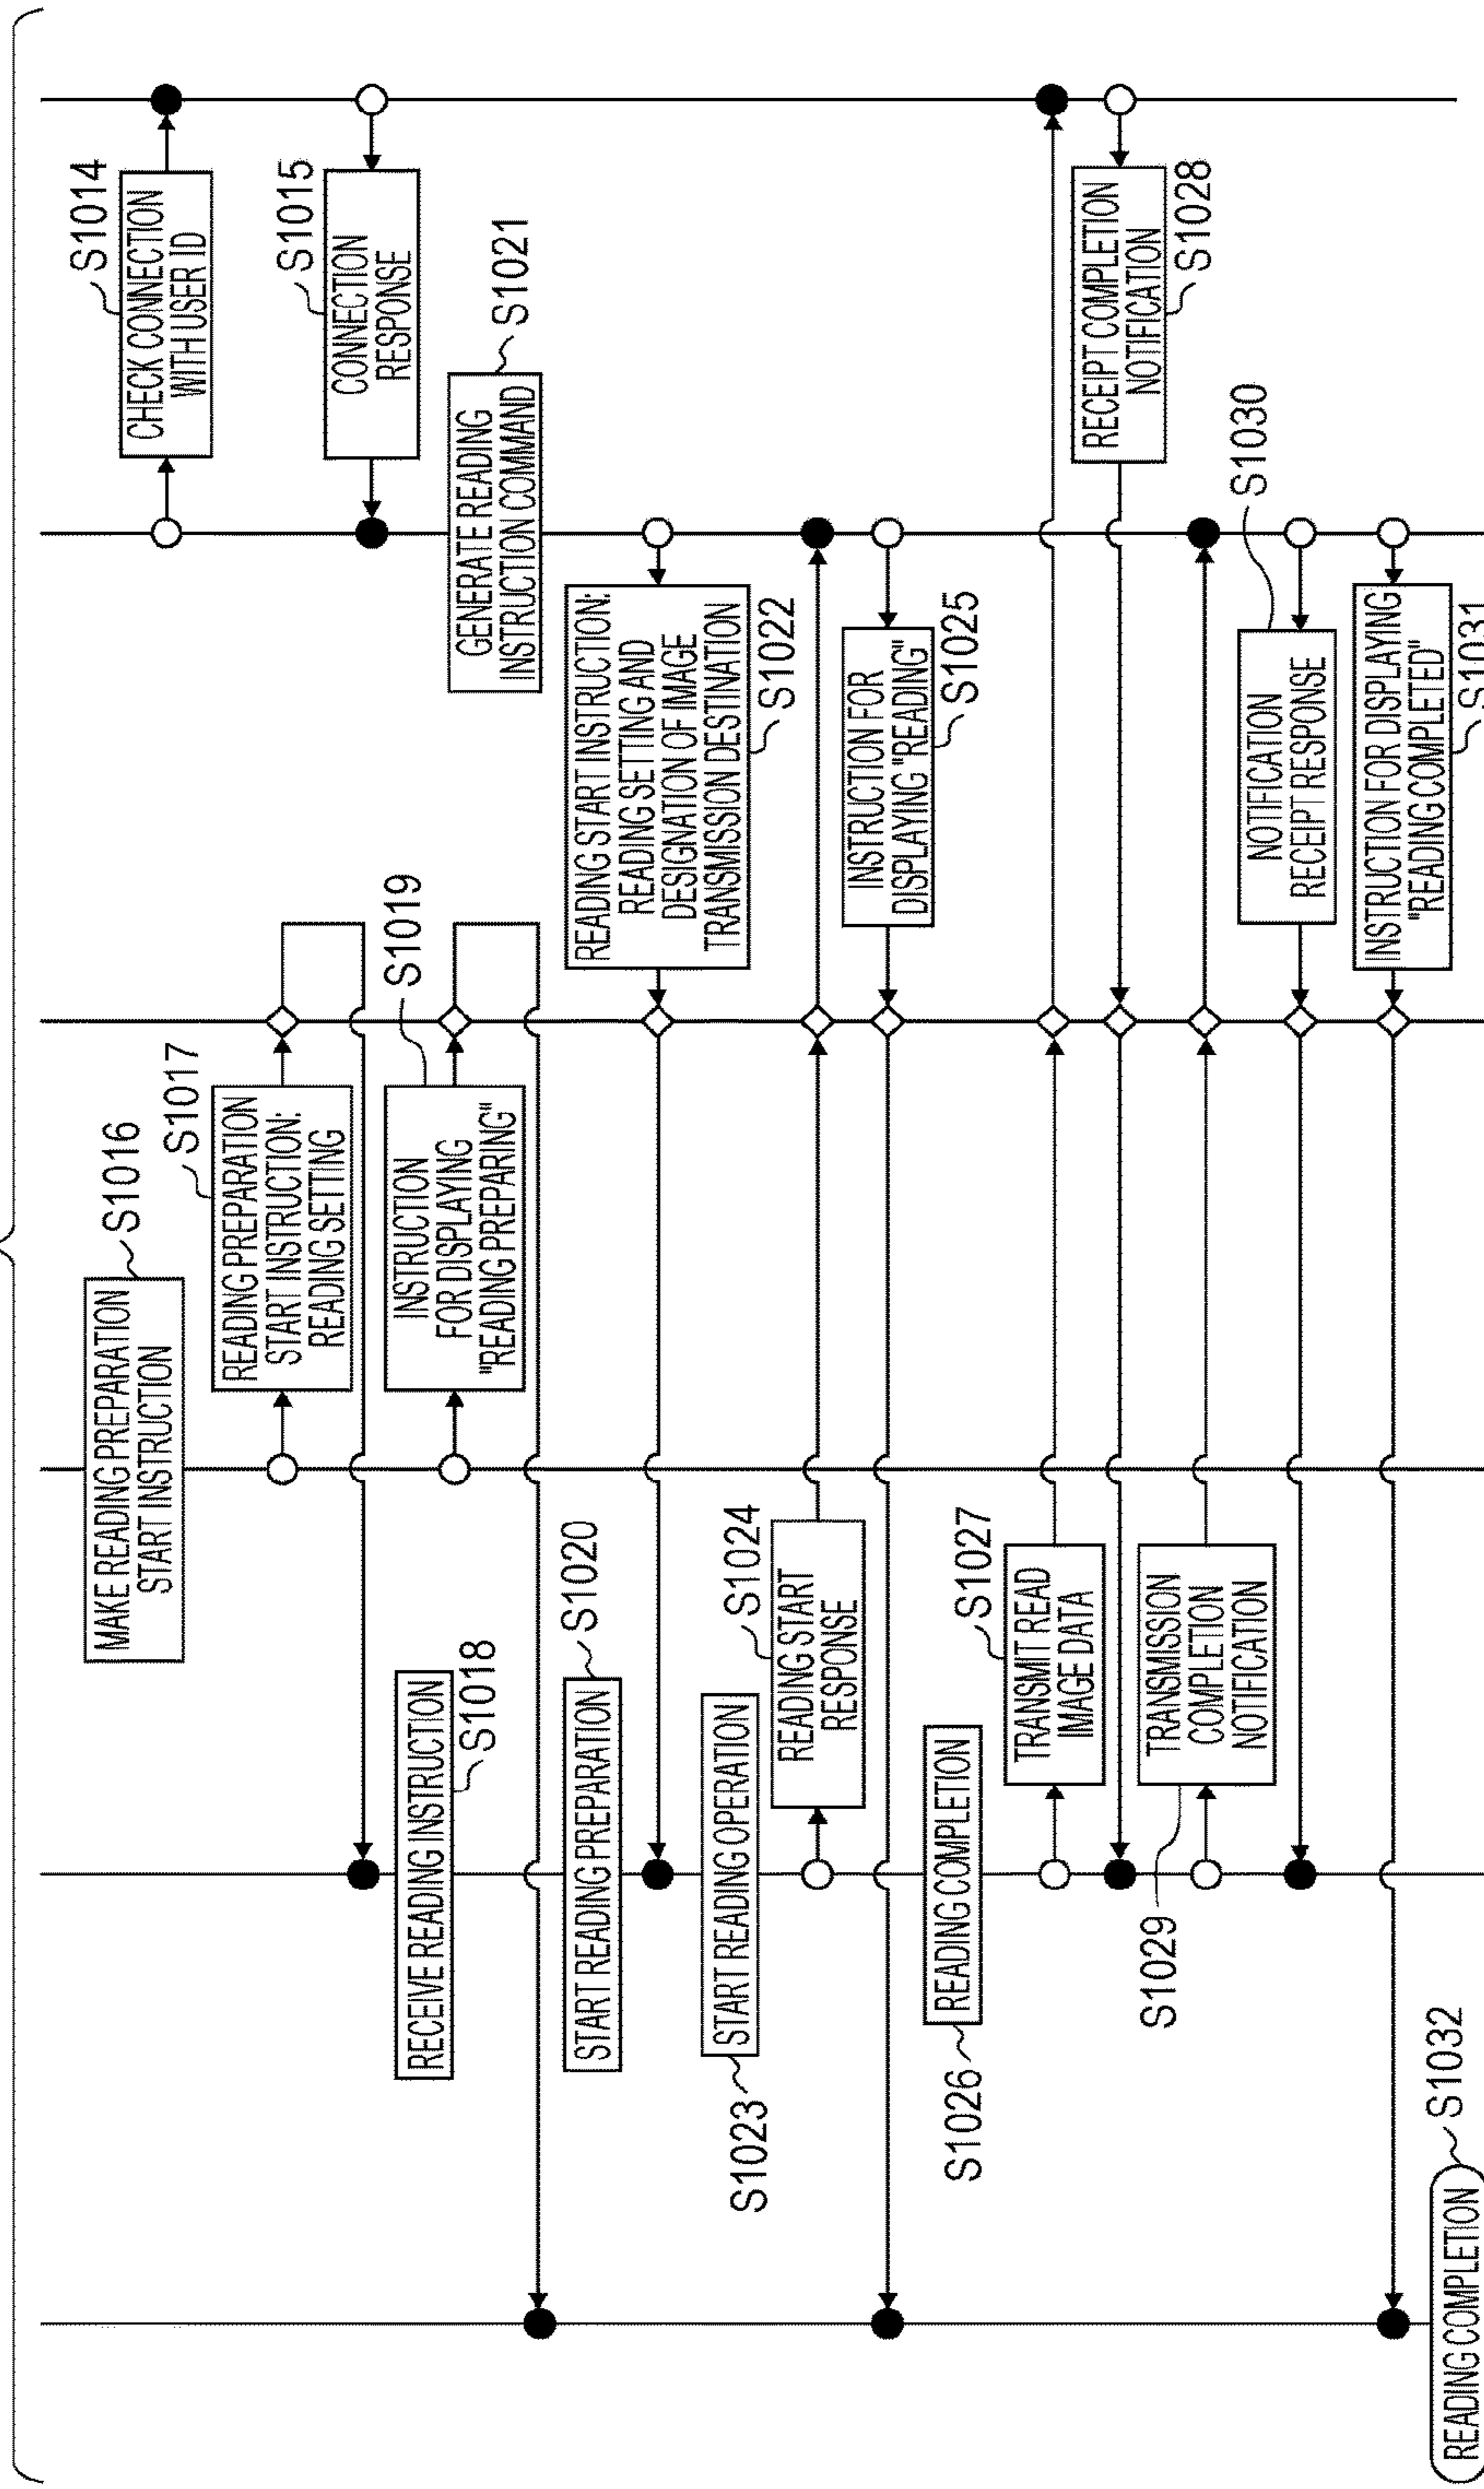 S1014
CHECK CONNECTION
WITH USER ID
S1015
CONNECTION
RESPONSE
S1016
MAKE READING PREPARATION
START INSTRUCTION
S1017
READING PREPARATION
START INSTRUCTION:
READING SETTING
S1018
RECEIVE READING INSTRUCTION
S1019
INSTRUCTION
FOR DISPLAYING
"READING PREPARING"
S1020
START READING PREPARATION
S1021
GENERATE READING
INSTRUCTION COMMAND
S1022
READING START INSTRUCTION:
READING SETTING AND
DESIGNATION OF IMAGE
TRANSMISSION DESTINATION
S1023
START READING OPERATION
S1024
READING START
RESPONSE
S1025
INSTRUCTION FOR
DISPLAYING "READING"
S1026
READING COMPLETION
S1027
TRANSMIT READ
IMAGE DATA
S1028
RECEIPT COMPLETION
NOTIFICATION
S1029
TRANSMISSION
COMPLETION
NOTIFICATION
S1030
NOTIFICATION
RECEIPT RESPONSE
S1031
INSTRUCTION FOR DISPLAYING
"READING COMPLETED"
S1032
READING COMPLETION